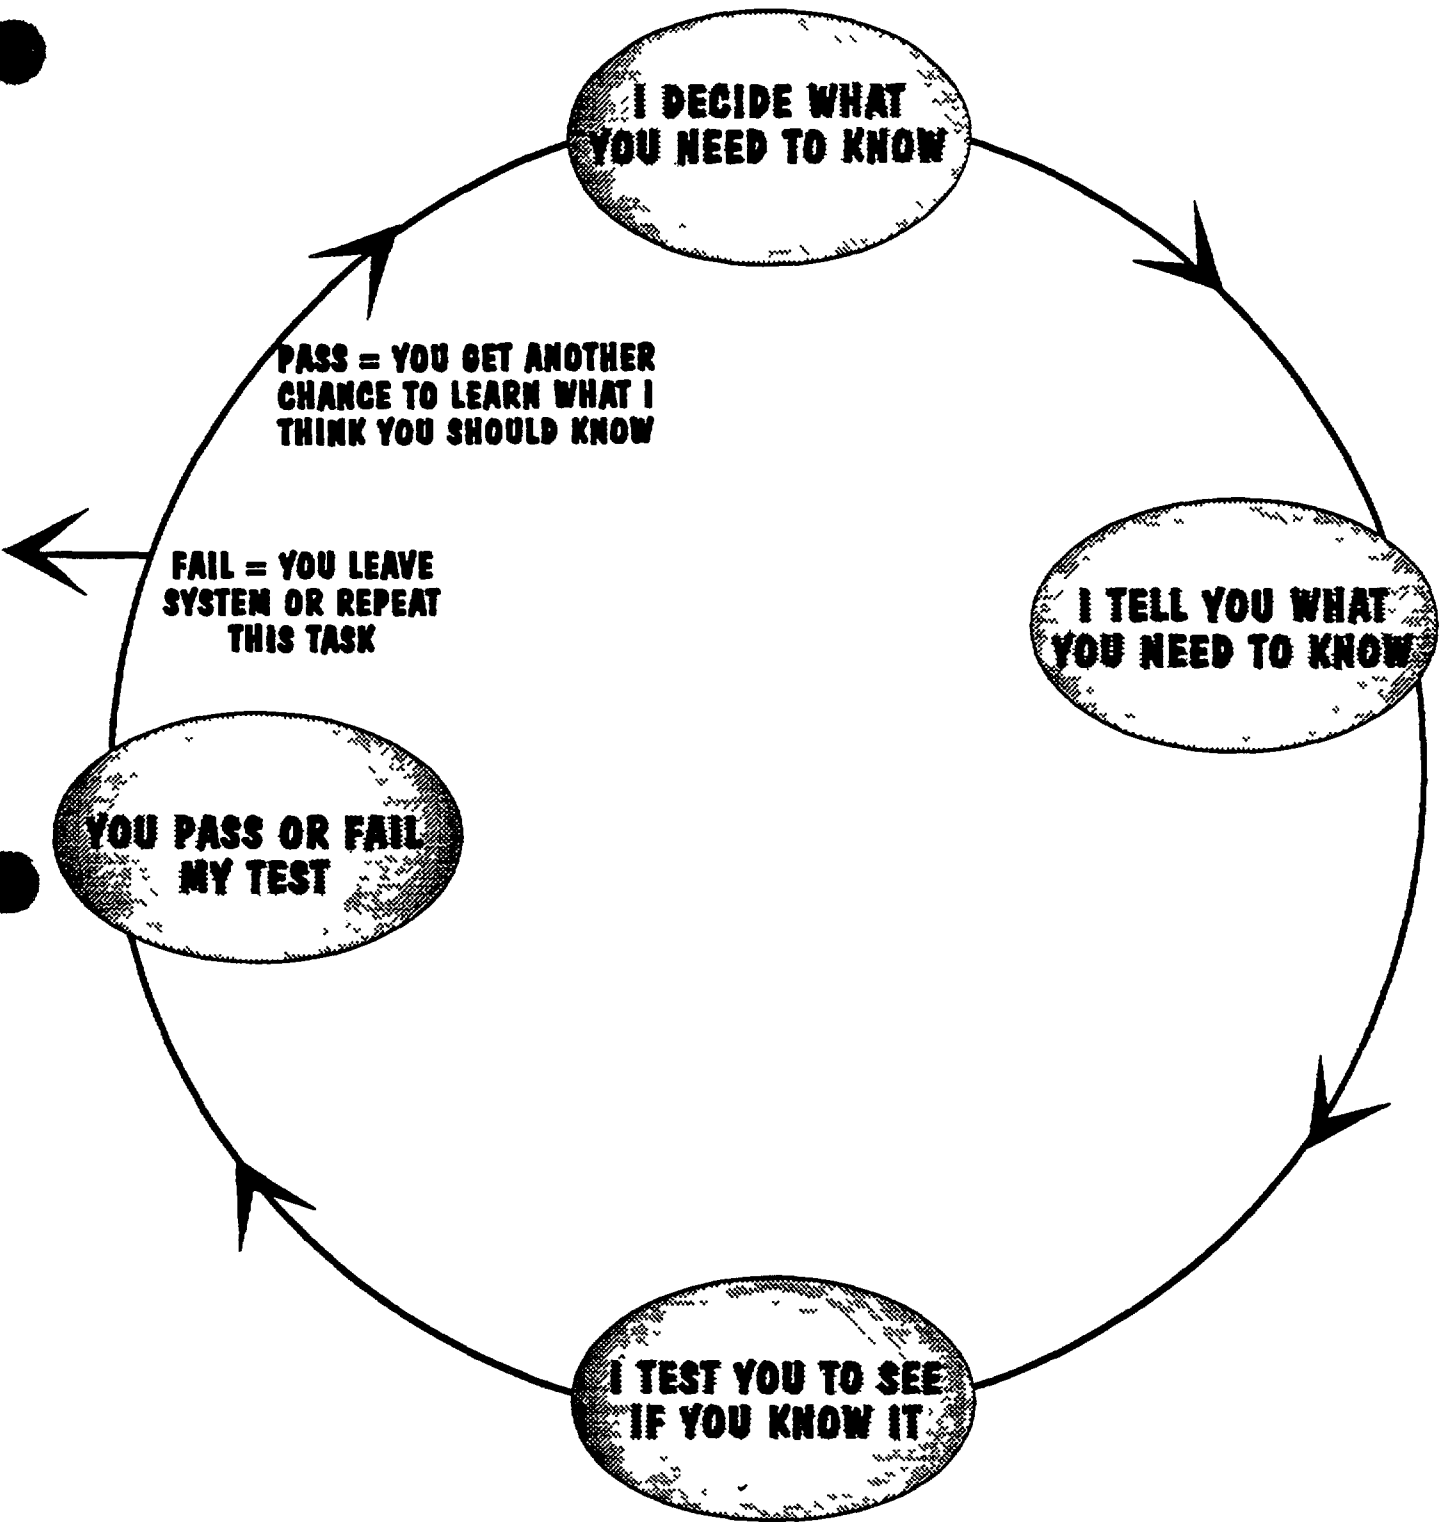 I DECIDE WHAT
YOU NEED TO KNOW
PASS = YOU GET ANOTHER
CHANCE TO LEARN WHAT I
THINK YOU SHOULD KNOW
FAIL = YOU LEAVE
SYSTEM OR REPEAT
THIS TASK
I TELL YOU WHAT
YOU NEED TO KNOW
YOU PASS OR FAIL
MY TEST
I TEST YOU TO SEE
IF YOU KNOW IT